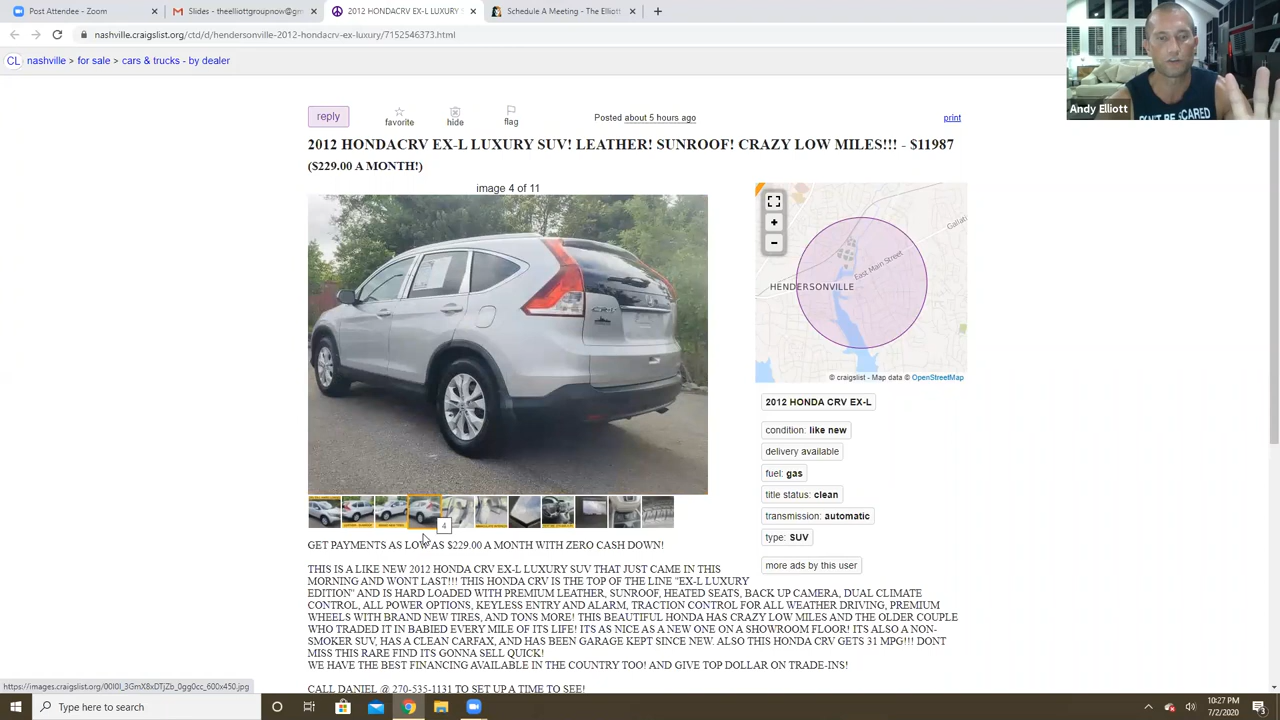 Post Attendee - Zoom
Slides - theelliottgroupnow@gm
2012 HONDACRV EX-L LUXURY S
Schedule A Meeting - The Elliott
nashville.craigslist.org/ctd/d/hendersonville-2012-hondacrv-ex-luxury/7152546373.html
CL nashville > for sale > cars & trucks - by dealer
Andy Elliott
reply
favorite
hide
flag
Posted about 5 hours ago
print
2012 HONDACRV EX-L LUXURY SUV! LEATHER! SUNROOF! CRAZY LOW MILES!!! - $11987
($229.00 A MONTH!)
image 4 of 11
CR-V
4
+
−
Gallati
East Main Street
HENDERSONVILLE
© craigslist - Map data © OpenStreetMap
2012 HONDA CRV EX-L
condition: like new
delivery available
fuel: gas
title status: clean
transmission: automatic
type: SUV
more ads by this user
GET PAYMENTS AS LOW AS $229.00 A MONTH WITH ZERO CASH DOWN!
THIS IS A LIKE NEW 2012 HONDA CRV EX-L LUXURY SUV THAT JUST CAME IN THIS
MORNING AND WONT LAST!!! THIS HONDA CRV IS THE TOP OF THE LINE "EX-L LUXURY
EDITION" AND IS HARD LOADED WITH PREMIUM LEATHER, SUNROOF, HEATED SEATS, BACK UP CAMERA, DUAL CLIMATE
CONTROL, ALL POWER OPTIONS, KEYLESS ENTRY AND ALARM, TRACTION CONTROL FOR ALL WEATHER DRIVING, PREMIUM
WHEELS WITH BRAND NEW TIRES, AND TONS MORE! THIS BEAUTIFUL HONDA HAS CRAZY LOW MILES AND THE OLDER COUPLE
WHO TRADED IT IN BABIED EVERY MILE OF ITS LIFE! ITS AS NICE AS A NEW ONE ON A SHOWROOM FLOOR! ITS ALSO A NON-
SMOKER SUV, HAS A CLEAN CARFAX, AND HAS BEEN GARAGE KEPT SINCE NEW. ALSO THIS HONDA CRV GETS 31 MPG!!! DONT
MISS THIS RARE FIND ITS GONNA SELL QUICK!
WE HAVE THE BEST FINANCING AVAILABLE IN THE COUNTRY TOO! AND GIVE TOP DOLLAR ON TRADE-INS!
CALL DANIEL @ 270-535-1131 TO SET UP A TIME TO SEE!
https://images.craigslist.org/00I0I_3GmX8xDTjZb_0gg0cc_600x450.jpg
Type here to search
10:27 PM
7/2/2020